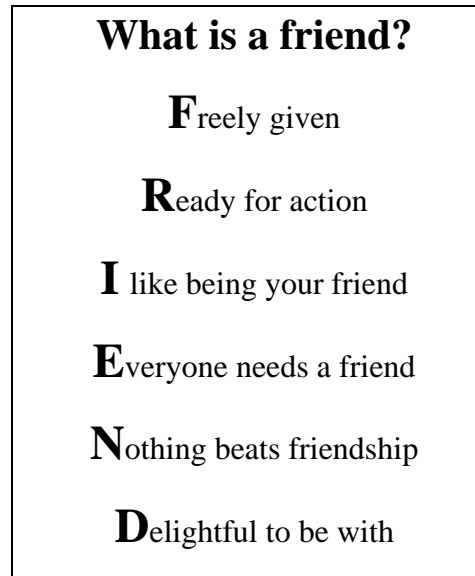 What is a friend?
Freely given
Ready for action
I like being your friend
Everyone needs a friend
Nothing beats friendship
Delightful to be with